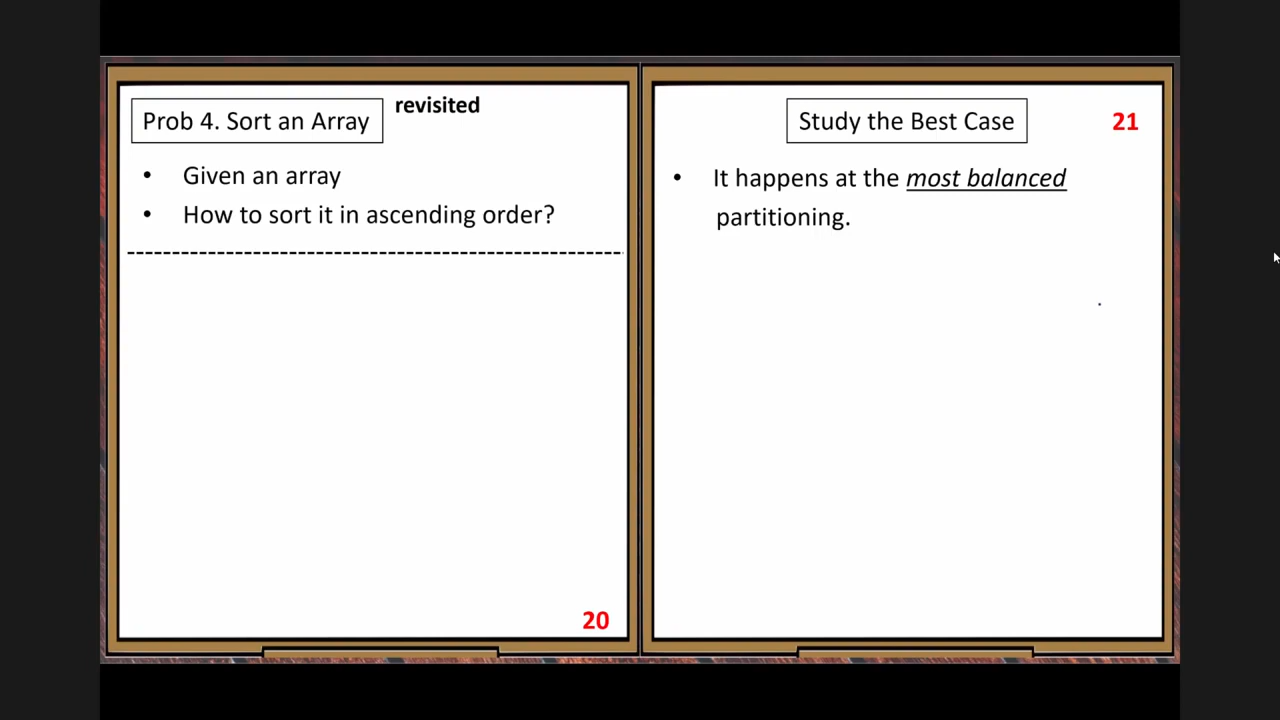 Prob 4. Sort an Array
revisited
• Given an array
• How to sort it in ascending order?
20
Study the Best Case
21
• It happens at the most balanced
partitioning.